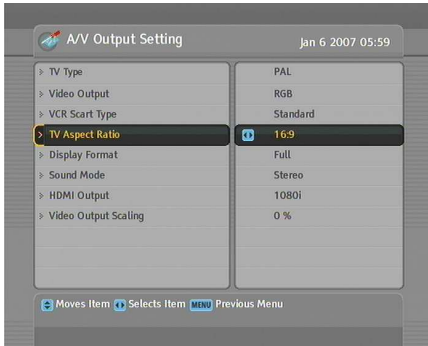 A/V Output Setting Jan 6 2007 05:59
TV Type PAL
Video Output RGB
VCR Scart Type Standard
TV Aspect Ratio 16:9
Display Format Full
Sound Mode Stereo
HDMI Output 1080i
Video Output Scaling 0 %
Moves Item Selects Item MENU Previous Menu